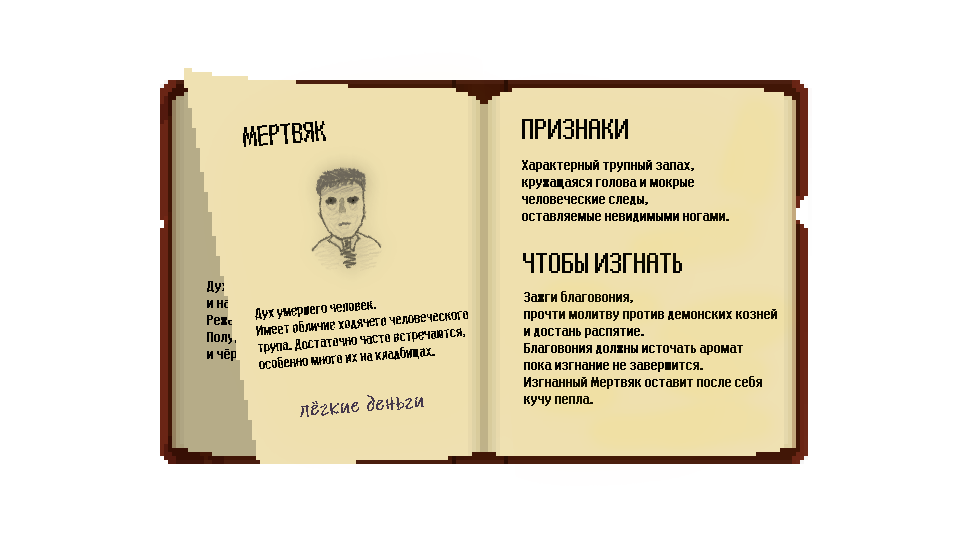 МЕРТВЯК
Дух умершего человек.
Имеет обличие ходячего человеческого
трупа. Достаточно часто встречаются,
особенно много их на кладбищах.
лёгкие деньги
и чёр
ПРИЗНАКИ
Характерный трупный запах,
кружащаяся голова и мокрые
человеческие следы,
оставляемые невидимыми ногами.
ЧТОБЫ ИЗГНАТЬ
Зажги благовония,
прочти молитву против демонских козней
и достань распятие.
Благовония должны источать аромат
пока изгнание не завершится.
Изгнанный Мертвяк оставит после себя
кучу пепла.